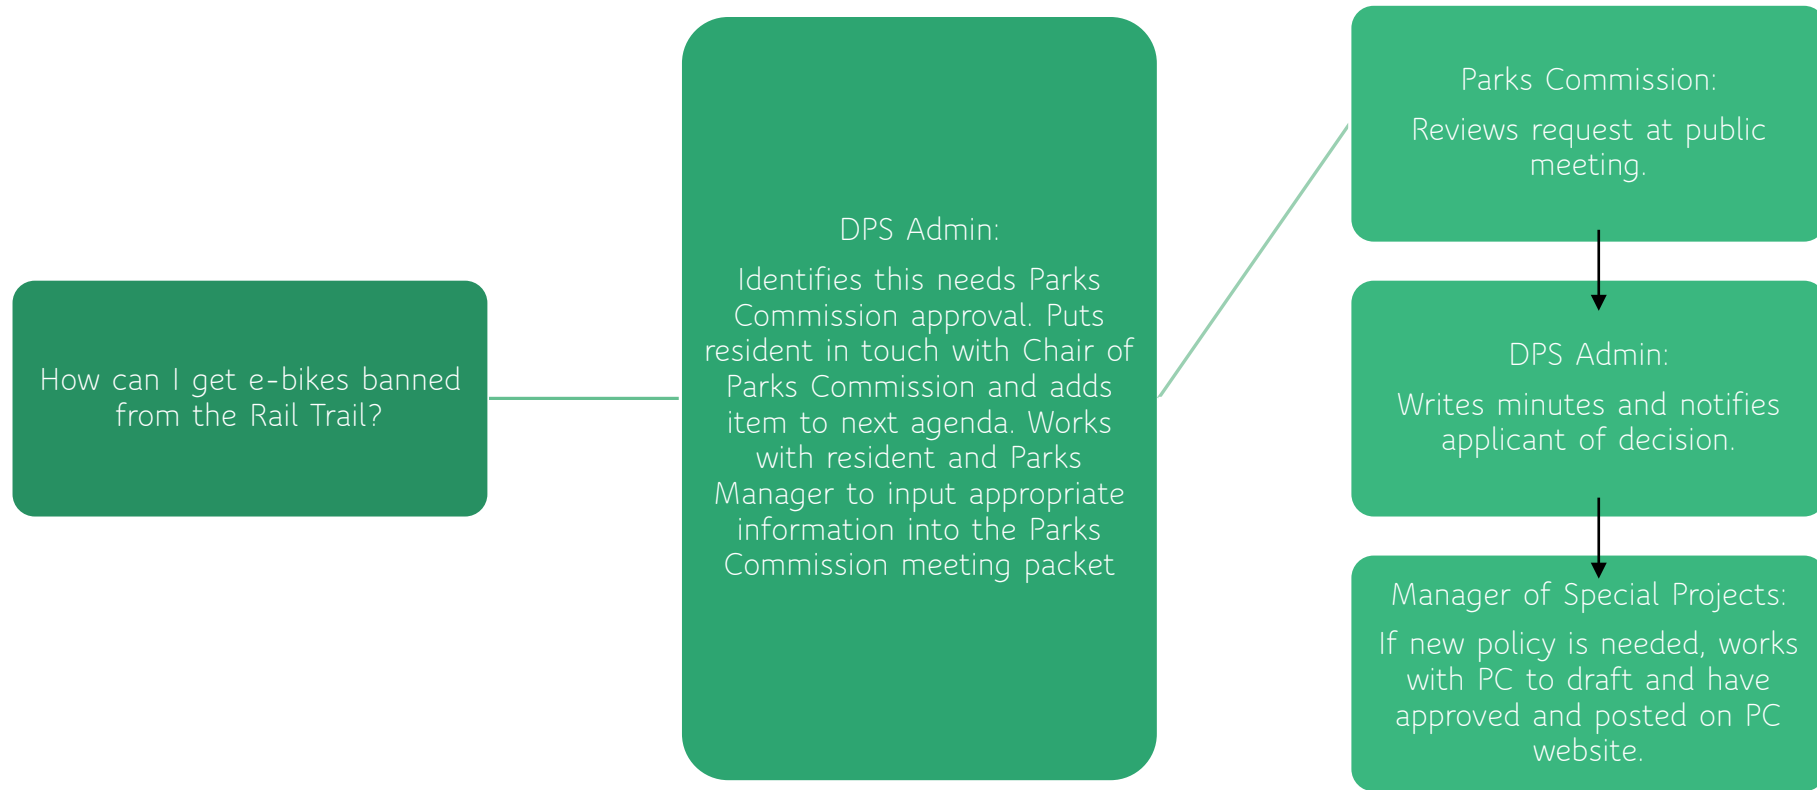 How can I get e-bikes banned
from the Rail Trail?
DPS Admin:
Identifies this needs Parks
Commission approval. Puts
resident in touch with Chair of
Parks Commission and adds
item to next agenda. Works
with resident and Parks
Manager to input appropriate
information into the Parks
Commission meeting packet
Parks Commission:
Reviews request at public
meeting.
DPS Admin:
Writes minutes and notifies
applicant of decision.
Manager of Special Projects:
If new policy is needed, works
with PC to draft and have
approved and posted on PC
website.